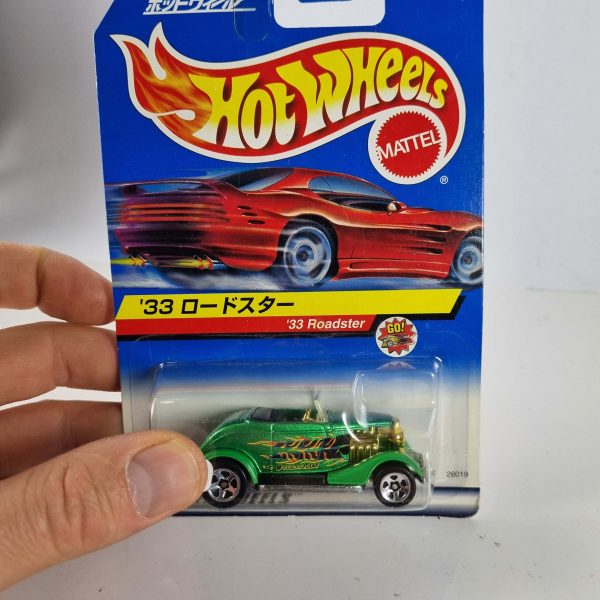 ホットウィール
HOT WHEELS
MATTEL
®
'33 ロードスター
'33 Roadster
GO!
26019